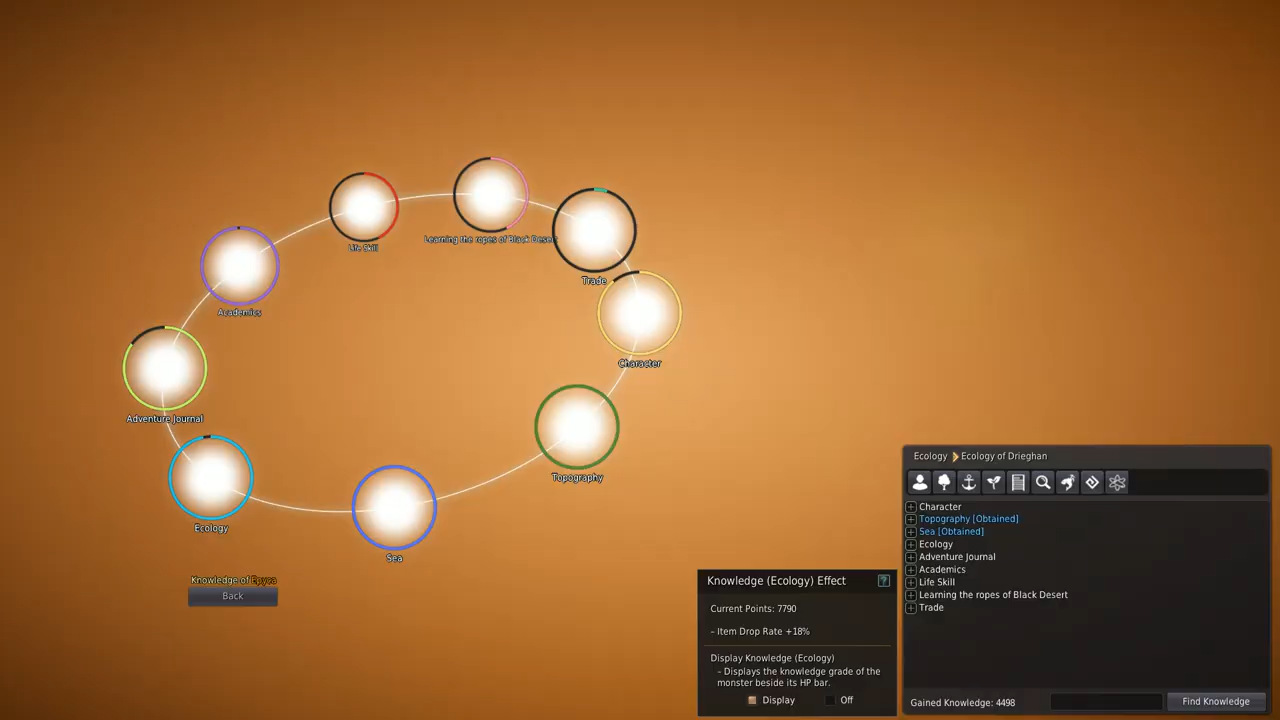 Life Skill
Learning the ropes of Black Deser
Trade
Academics
Character
Adventure Journal
Topography
Ecology
Sea
Knowledge of Epyca
Back
Knowledge (Ecology) Effect
?
Current Points: 7790
– Item Drop Rate +18%
Display Knowledge (Ecology)
– Displays the knowledge grade of the
monster beside its HP bar.
Display Off
Ecology Ecology of Drieghan
Character
Topography [Obtained]
Sea [Obtained]
Ecology
Adventure Journal
Academics
Life Skill
Learning the ropes of Black Desert
Trade
Gained Knowledge: 4498
Find Knowledge